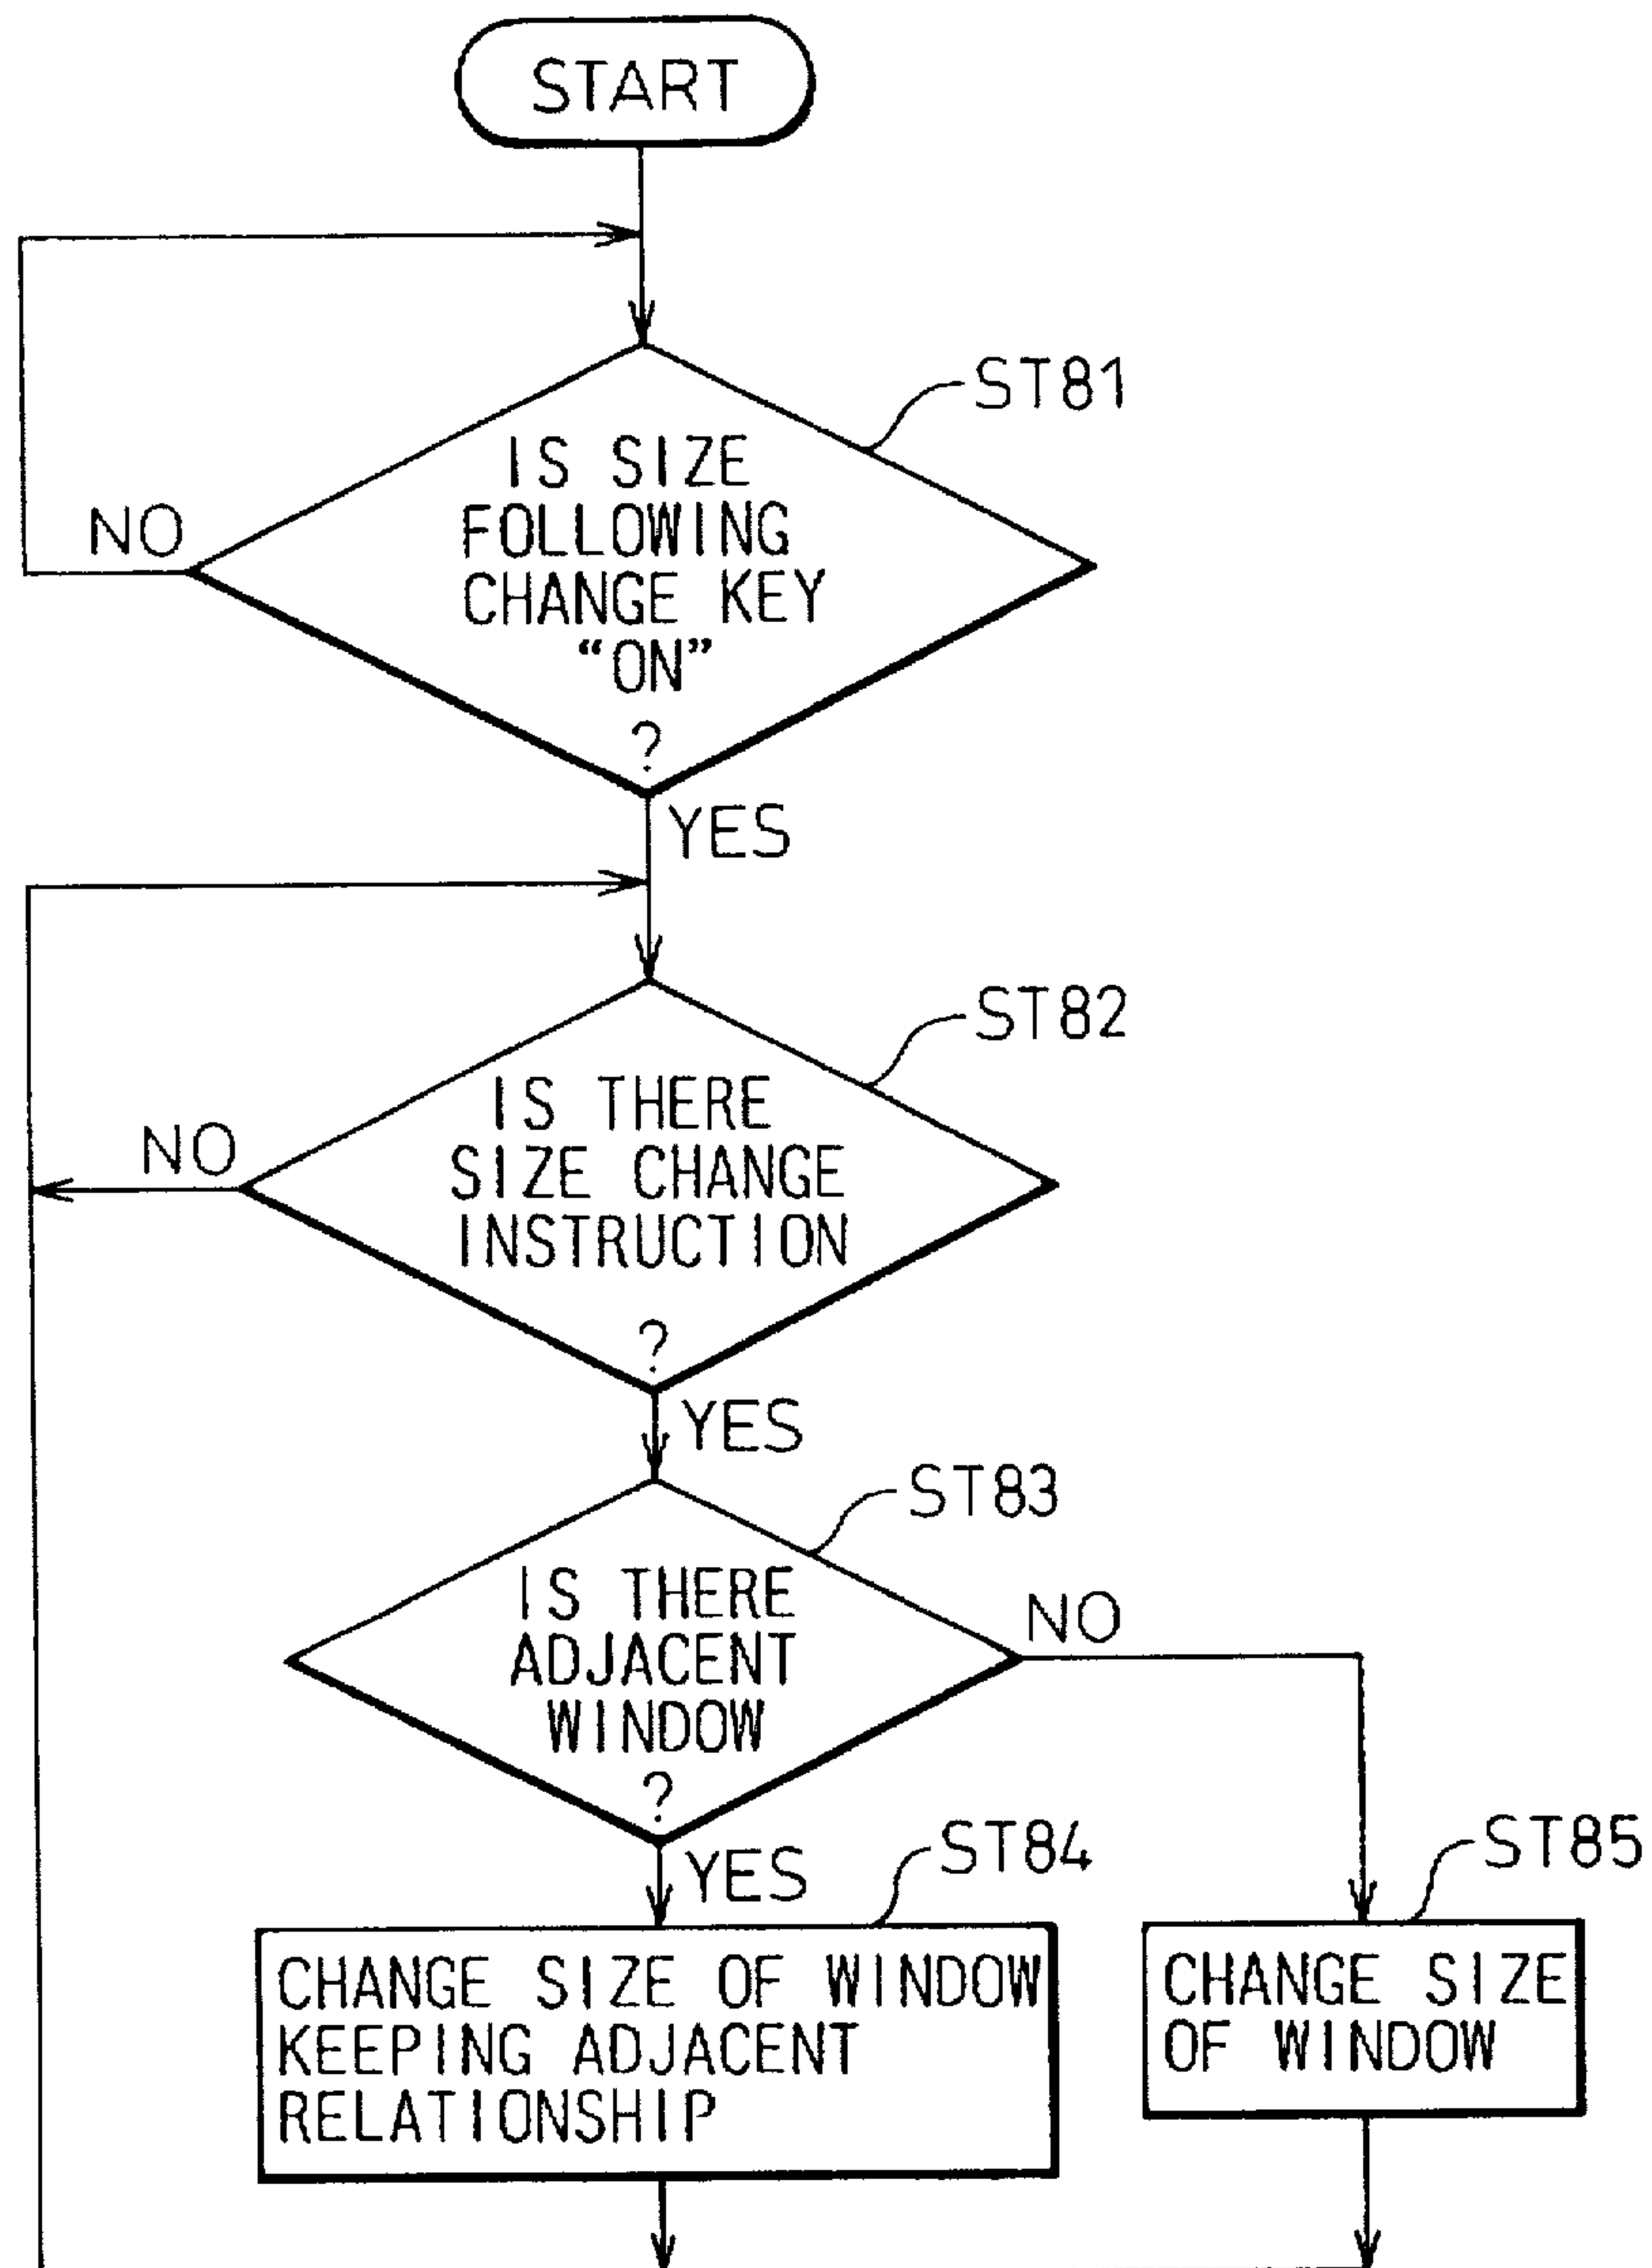 START
ST81
IS SIZE
FOLLOWING
CHANGE KEY
“ON”
?
NO
YES
ST82
IS THERE
SIZE CHANGE
INSTRUCTION
?
NO
YES
ST83
IS THERE
ADJACENT
WINDOW
?
NO
YES
ST84
CHANGE SIZE OF WINDOW
KEEPING ADJACENT
RELATIONSHIP
ST85
CHANGE SIZE
OF WINDOW